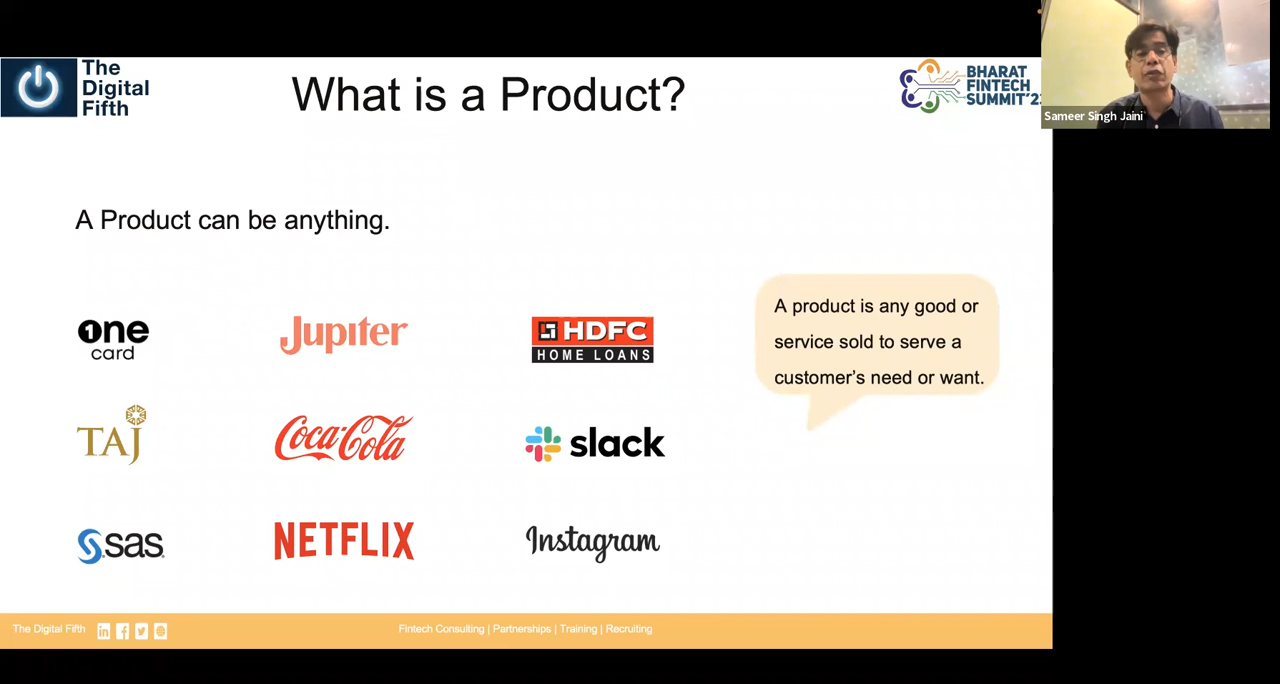 The
Digital
Fifth
What is a Product?
BHARAT
FINTECH
SUMMIT'23
Sameer Singh Jaini
A Product can be anything.
one
card
Jupiter
HDFC
HOME LOANS
A product is any good or
service sold to serve a
customer's need or want.
TAJ
Coca-Cola
slack
sas
NETFLIX
Instagram
The Digital Fifth
in
Fintech Consulting | Partnerships | Training | Recruiting